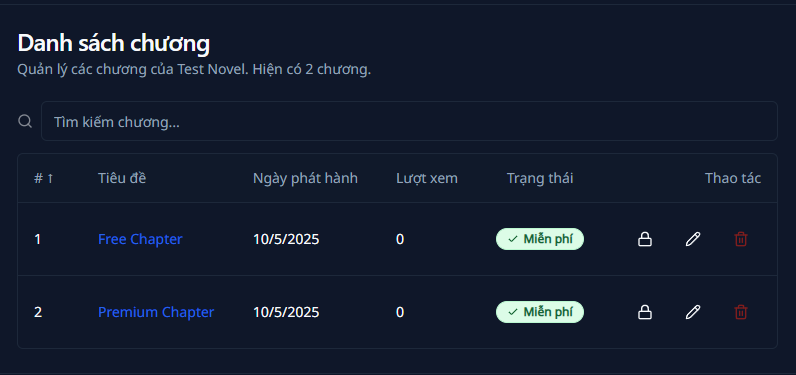 Danh sách chương
Quản lý các chương của Test Novel. Hiện có 2 chương.
Tìm kiếm chương...
# ↑ Tiêu đề Ngày phát hành Lượt xem Trạng thái Thao tác
1 Free Chapter 10/5/2025 0 Miễn phí
2 Premium Chapter 10/5/2025 0 Miễn phí